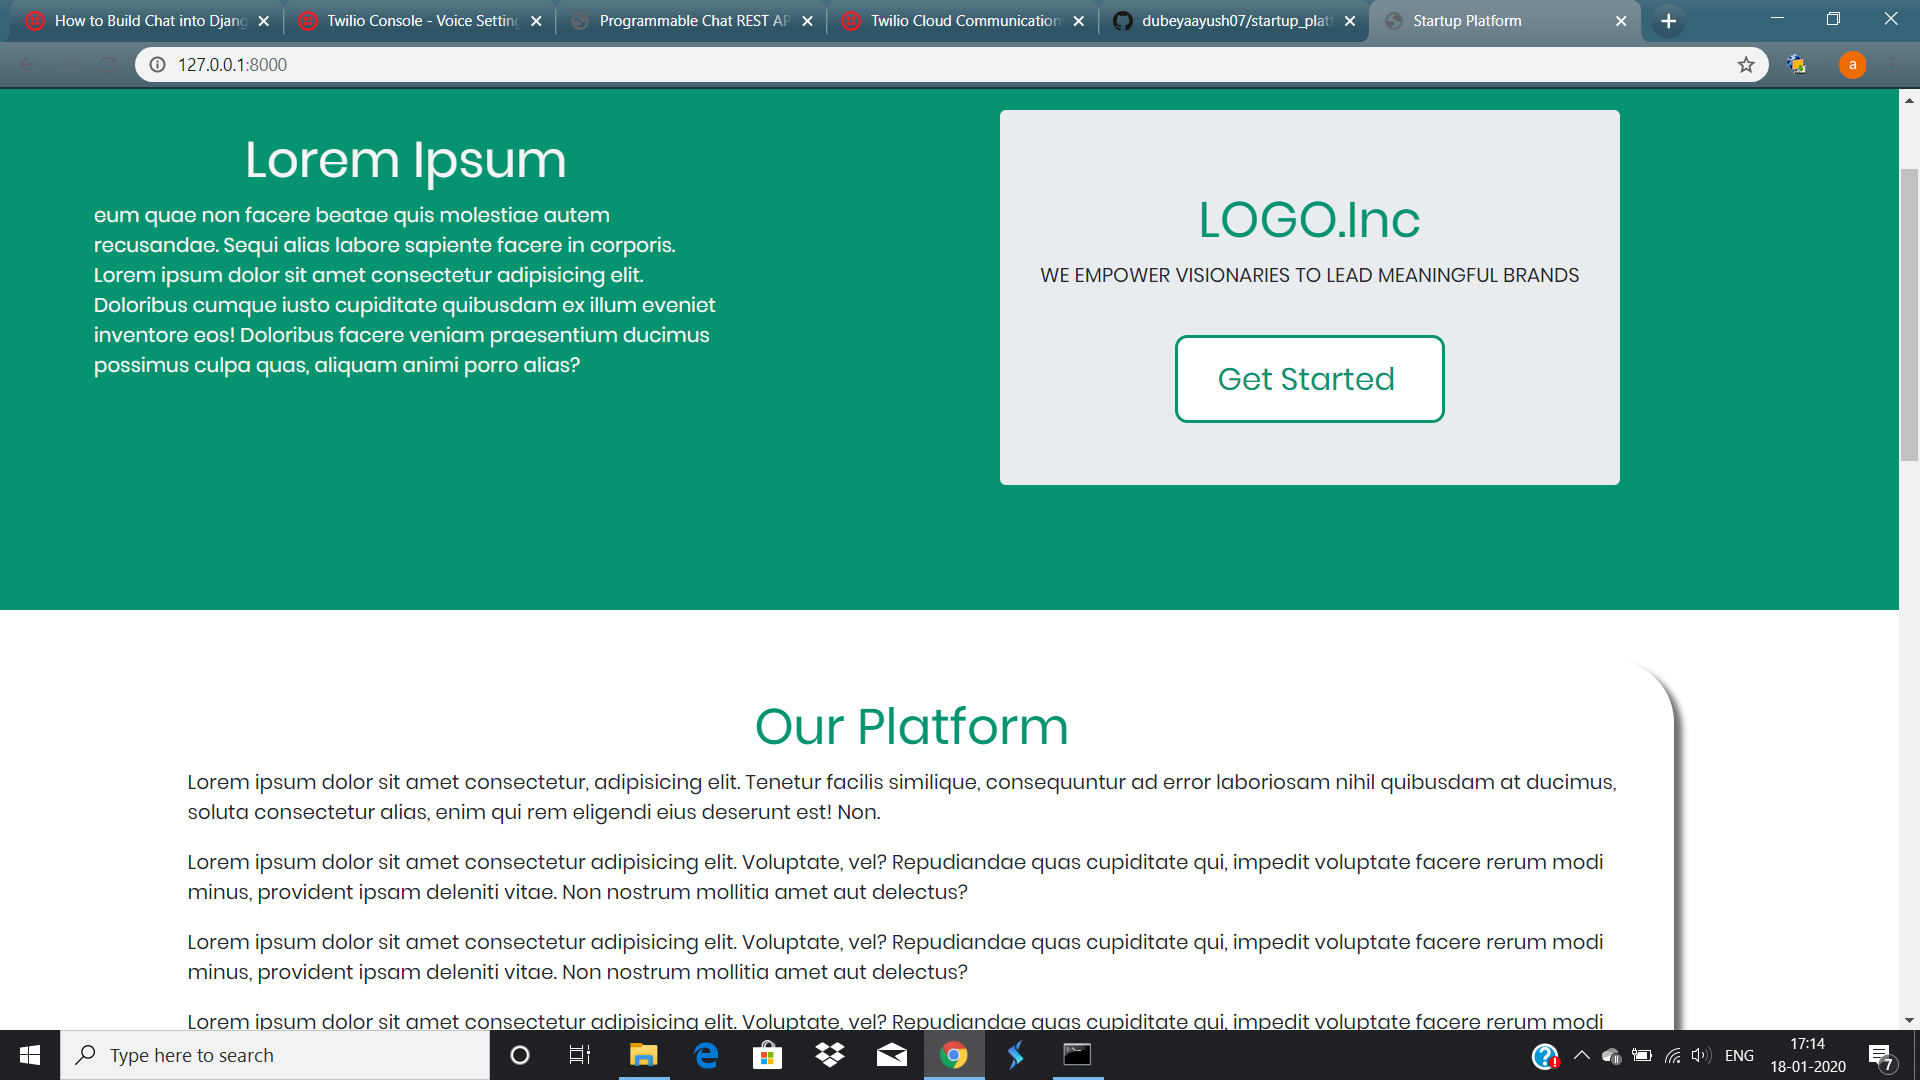 How to Build Chat into Djang
Twilio Console - Voice Setting
Programmable Chat REST AP
Twilio Cloud Communication
dubeyaayush07/startup_platf
Startup Platform
127.0.0.1:8000
a
Lorem Ipsum
eum quae non facere beatae quis molestiae autem
recusandae. Sequi alias labore sapiente facere in corporis.
Lorem ipsum dolor sit amet consectetur adipisicing elit.
Doloribus cumque iusto cupiditate quibusdam ex illum eveniet
inventore eos! Doloribus facere veniam praesentium ducimus
possimus culpa quas, aliquam animi porro alias?
LOGO.Inc
WE EMPOWER VISIONARIES TO LEAD MEANINGFUL BRANDS
Get Started
Our Platform
Lorem ipsum dolor sit amet consectetur, adipisicing elit. Tenetur facilis similique, consequuntur ad error laboriosam nihil quibusdam at ducimus,
soluta consectetur alias, enim qui rem eligendi eius deserunt est! Non.
Lorem ipsum dolor sit amet consectetur adipisicing elit. Voluptate, vel? Repudiandae quas cupiditate qui, impedit voluptate facere rerum modi
minus, provident ipsam deleniti vitae. Non nostrum mollitia amet aut delectus?
Lorem ipsum dolor sit amet consectetur adipisicing elit. Voluptate, vel? Repudiandae quas cupiditate qui, impedit voluptate facere rerum modi
minus, provident ipsam deleniti vitae. Non nostrum mollitia amet aut delectus?
Lorem ipsum dolor sit amet consectetur adipisicing elit. Voluptate, vel? Repudiandae quas cupiditate qui, impedit voluptate facere rerum modi
Type here to search
ENG
17:14
18-01-2020
7